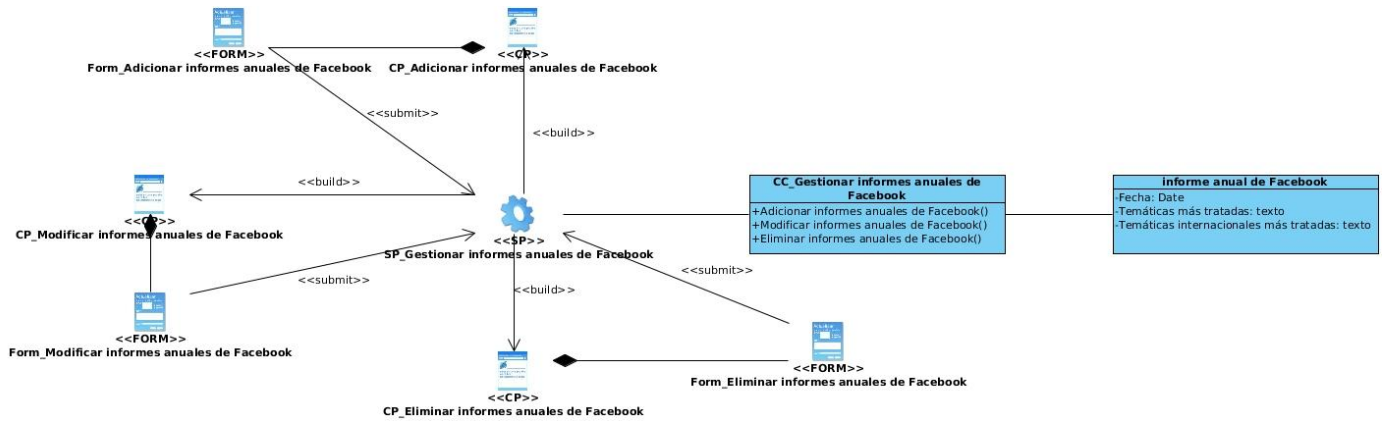 <<FORM>>
Form_Adicionar informes anuales de Facebook
<<CP>>
CP_Adicionar informes anuales de Facebook
<<submit>>
<<build>>
<<build>>
<<CP>>
CP_Modificar informes anuales de Facebook
<<SP>>
SP_Gestionar informes anuales de Facebook
CC_Gestionar informes anuales de
Facebook
+Adicionar informes anuales de Facebook()
+Modificar informes anuales de Facebook()
+Eliminar informes anuales de Facebook()
informe anual de Facebook
-Fecha: Date
-Temáticas más tratadas: texto
-Temáticas internacionales más tratadas: texto
<<submit>>
<<build>>
<<submit>>
<<FORM>>
Form_Modificar informes anuales de Facebook
<<CP>>
CP_Eliminar informes anuales de Facebook
<<FORM>>
Form_Eliminar informes anuales de Facebook